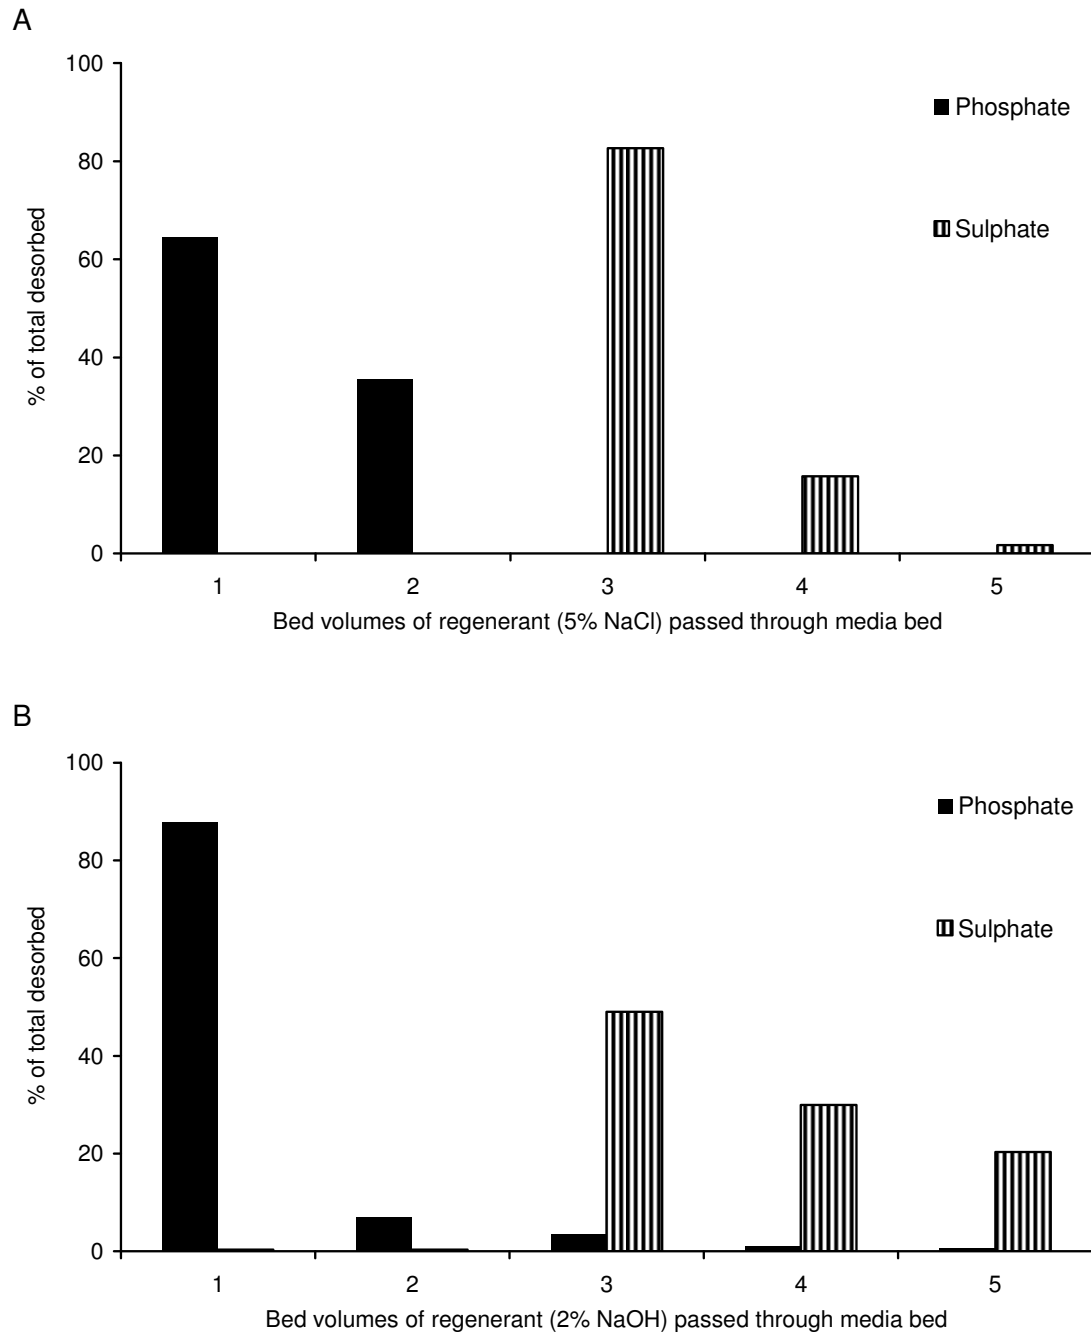 A
100
80
60
40
20
0
% of total desorbed
Phosphate
Sulphate
1 2 3 4 5
Bed volumes of regenerant (5% NaCl) passed through media bed
B
100
80
60
40
20
0
% of total desorbed
Phosphate
Sulphate
1 2 3 4 5
Bed volumes of regenerant (2% NaOH) passed through media bed